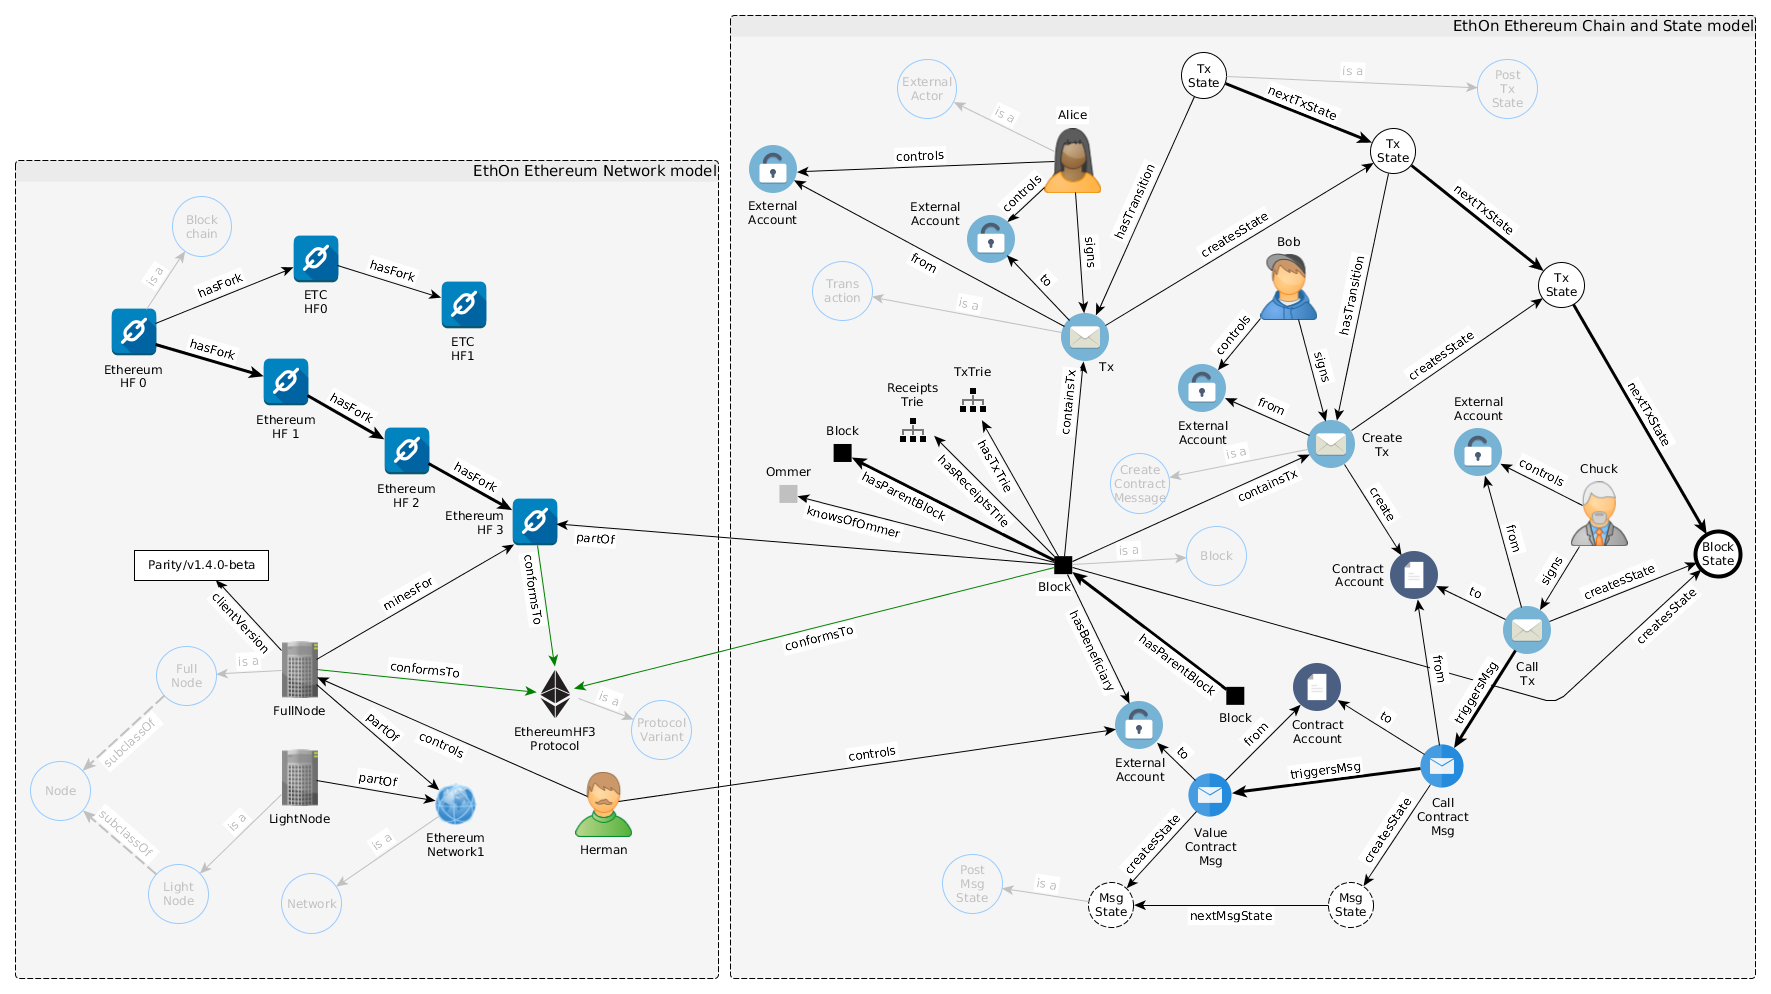 EthOn Ethereum Network model
Block
chain
is a
hasFork
hasFork
ETC
HF0
ETC
HF1
Ethereum
HF 0
hasFork
Ethereum
HF 1
hasFork
Ethereum
HF 2
hasFork
Ethereum
HF 3
partOf
Parity/v1.4.0-beta
clientVersion
minesFor
conformsTo
Full
Node
is a
FullNode
conformsTo
EthereumHF3
Protocol
is a
Protocol
Variant
subclassOf
partOf
controls
Node
LightNode
partOf
Ethereum
Network1
Herman
subclassOf
is a
is a
Light
Node
Network
EthOn Ethereum Chain and State model
External
Actor
is a
Alice
Tx
State
is a
Post
Tx
State
nextTxState
Tx
State
controls
External
Account
controls
External
Account
hasTransition
signs
from
to
createsState
nextTxState
Bob
Tx
State
Trans
action
is a
Tx
hasTransition
controls
signs
createsState
nextTxState
TxTrie
Receipts
Trie
containsTx
Block
Ommer
hasTxTrie
hasReceiptsTrie
hasParentBlock
knowsOfOmmer
External
Account
from
Create
Tx
is a
Create
Contract
Message
containsTx
create
External
Account
controls
Chuck
from
signs
Block
State
is a
Block
Block
Contract
Account
to
createsState
createsState
conformsTo
hasBeneficiary
hasParentBlock
Block
from
Call
Tx
triggersMsg
Contract
Account
to
from
controls
External
Account
to
triggersMsg
Value
Contract
Msg
Call
Contract
Msg
createsState
createsState
Post
Msg
State
is a
Msg
State
nextMsgState
Msg
State